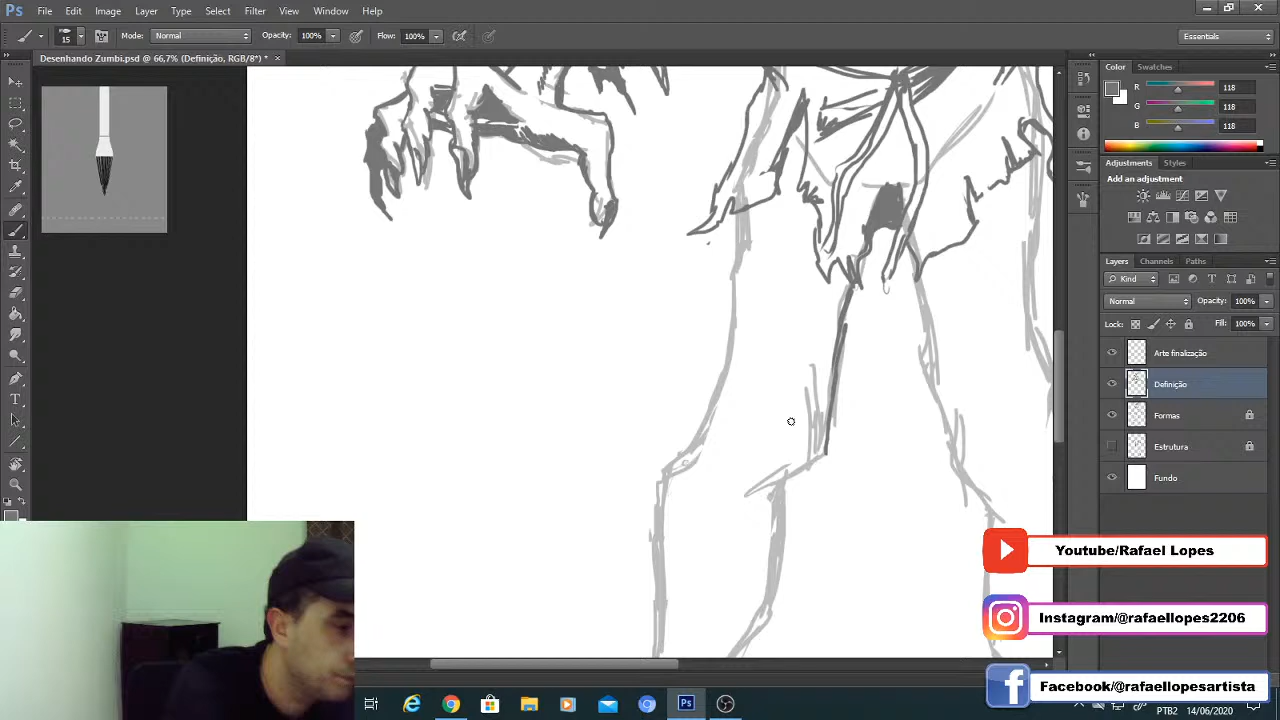 Ps File Edit Image Layer Type Select Filter View Window Help
15 Mode: Normal Opacity: 100% Flow: 100% Essentials
Desenhando Zumbi.psd @ 66,7% (Definição, RGB/8*) * ×
Color Swatches
R 118
G 118
B 118
Adjustments Styles
Add an adjustment
Layers Channels Paths
Kind
Normal Opacity: 100%
Lock: Fill: 100%
Arte finalização
Definição
Formas
Estrutura
Fundo
Youtube/Rafael Lopes
Instagram/@rafaellopes2206
Facebook/@rafaellopesartista
Ps PTB2 14/06/2020